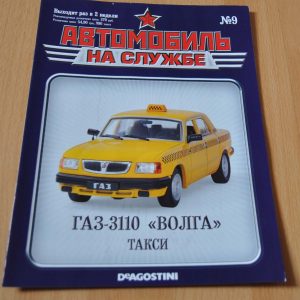 Выходит раз в 2 недели
№9
АВТОМОБИЛЬ
НА СЛУЖБЕ
ГАЗ
ГАЗ-3110 «ВОЛГА»
ТАКСИ
DEAGOSTINI